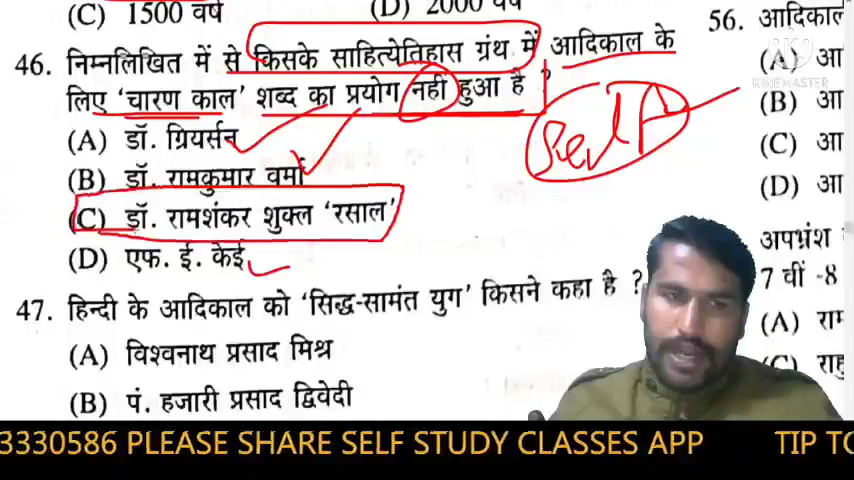 (C) 1500 वर्ष
(D) 2000 वर्ष
46. निम्नलिखित में से किसके साहित्येतिहास ग्रंथ में आदिकाल के
लिए 'चारण काल' शब्द का प्रयोग नहीं हुआ है ?
(A) डॉ. ग्रियर्सन
(B) डॉ. रामकुमार वर्मा
(C) डॉ. रामशंकर शुक्ल 'रसाल'
(D) एफ. ई. केई
47. हिन्दी के आदिकाल को 'सिद्ध-सामंत युग' किसने कहा है ?
(A) विश्वनाथ प्रसाद मिश्र
(B) पं. हजारी प्रसाद द्विवेदी
56. आदिकाल
(A) आ
(B) आ
(C) आ
(D) आ
अपभ्रंश
7 वीं -8
(A) राम
(C) राहु
KINEMASTER
3330586 PLEASE SHARE SELF STUDY CLASSES APP TIP TO